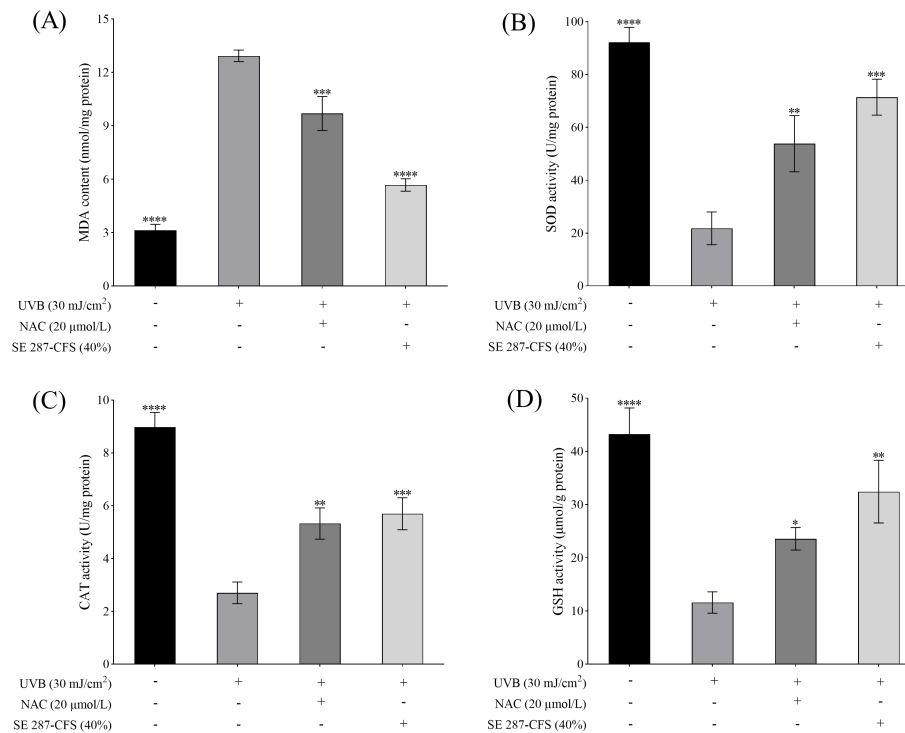 (A)
MDA content (nmol/mg protein)
15
12
9
6
3
0
****
***
****
UVB (30 mJ/cm²) - + + +
NAC (20 μmol/L) - - + -
SE 287-CFS (40%) - - - +
(B)
SOD activity (U/mg protein)
100
80
60
40
20
0
****
**
***
UVB (30 mJ/cm²) - + + +
NAC (20 μmol/L) - - + -
SE 287-CFS (40%) - - - +
(C)
CAT activity (U/mg protein)
10
8
6
4
2
0
****
**
***
UVB (30 mJ/cm²) - + + +
NAC (20 μmol/L) - - + -
SE 287-CFS (40%) - - - +
(D)
GSH activity (μmol/g protein)
50
40
30
20
10
0
****
*
**
UVB (30 mJ/cm²) - + + +
NAC (20 μmol/L) - - + -
SE 287-CFS (40%) - - - +